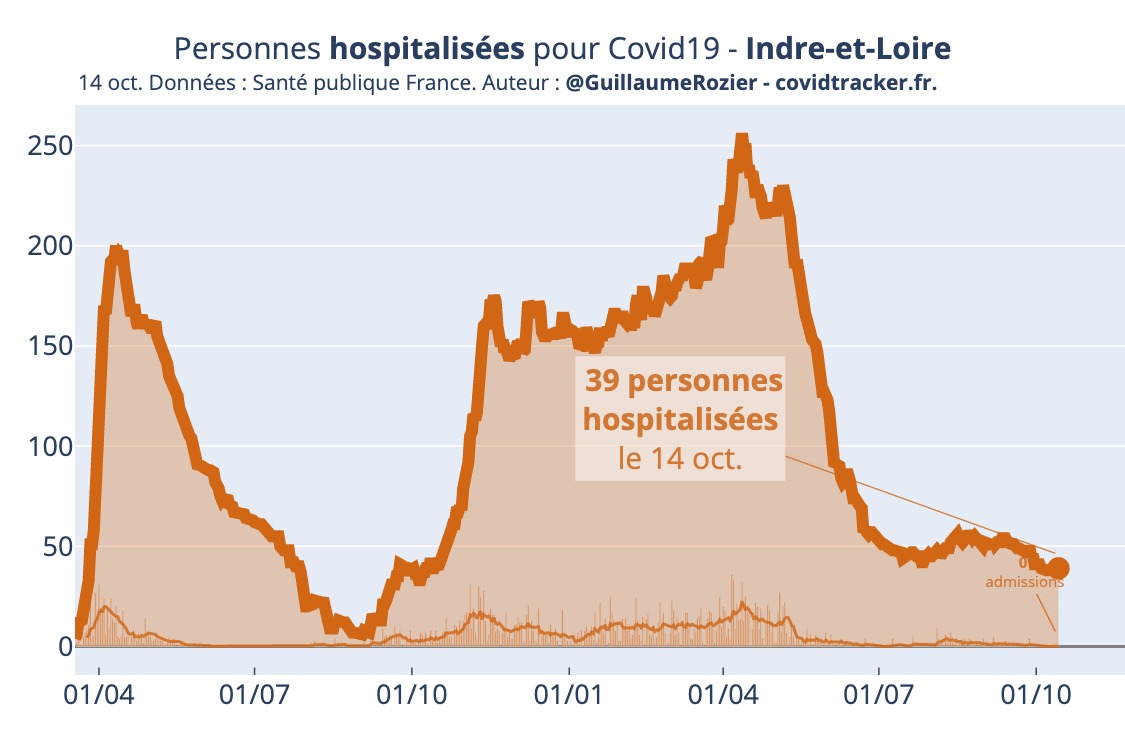 Personnes hospitalisées pour Covid19 - Indre-et-Loire
14 oct. Données : Santé publique France. Auteur : @GuillaumeRozier - covidtracker.fr.
250
200
150
100
50
0
39 personnes
hospitalisées
le 14 oct.
0
admissions
01/04
01/07
01/10
01/01
01/04
01/07
01/10